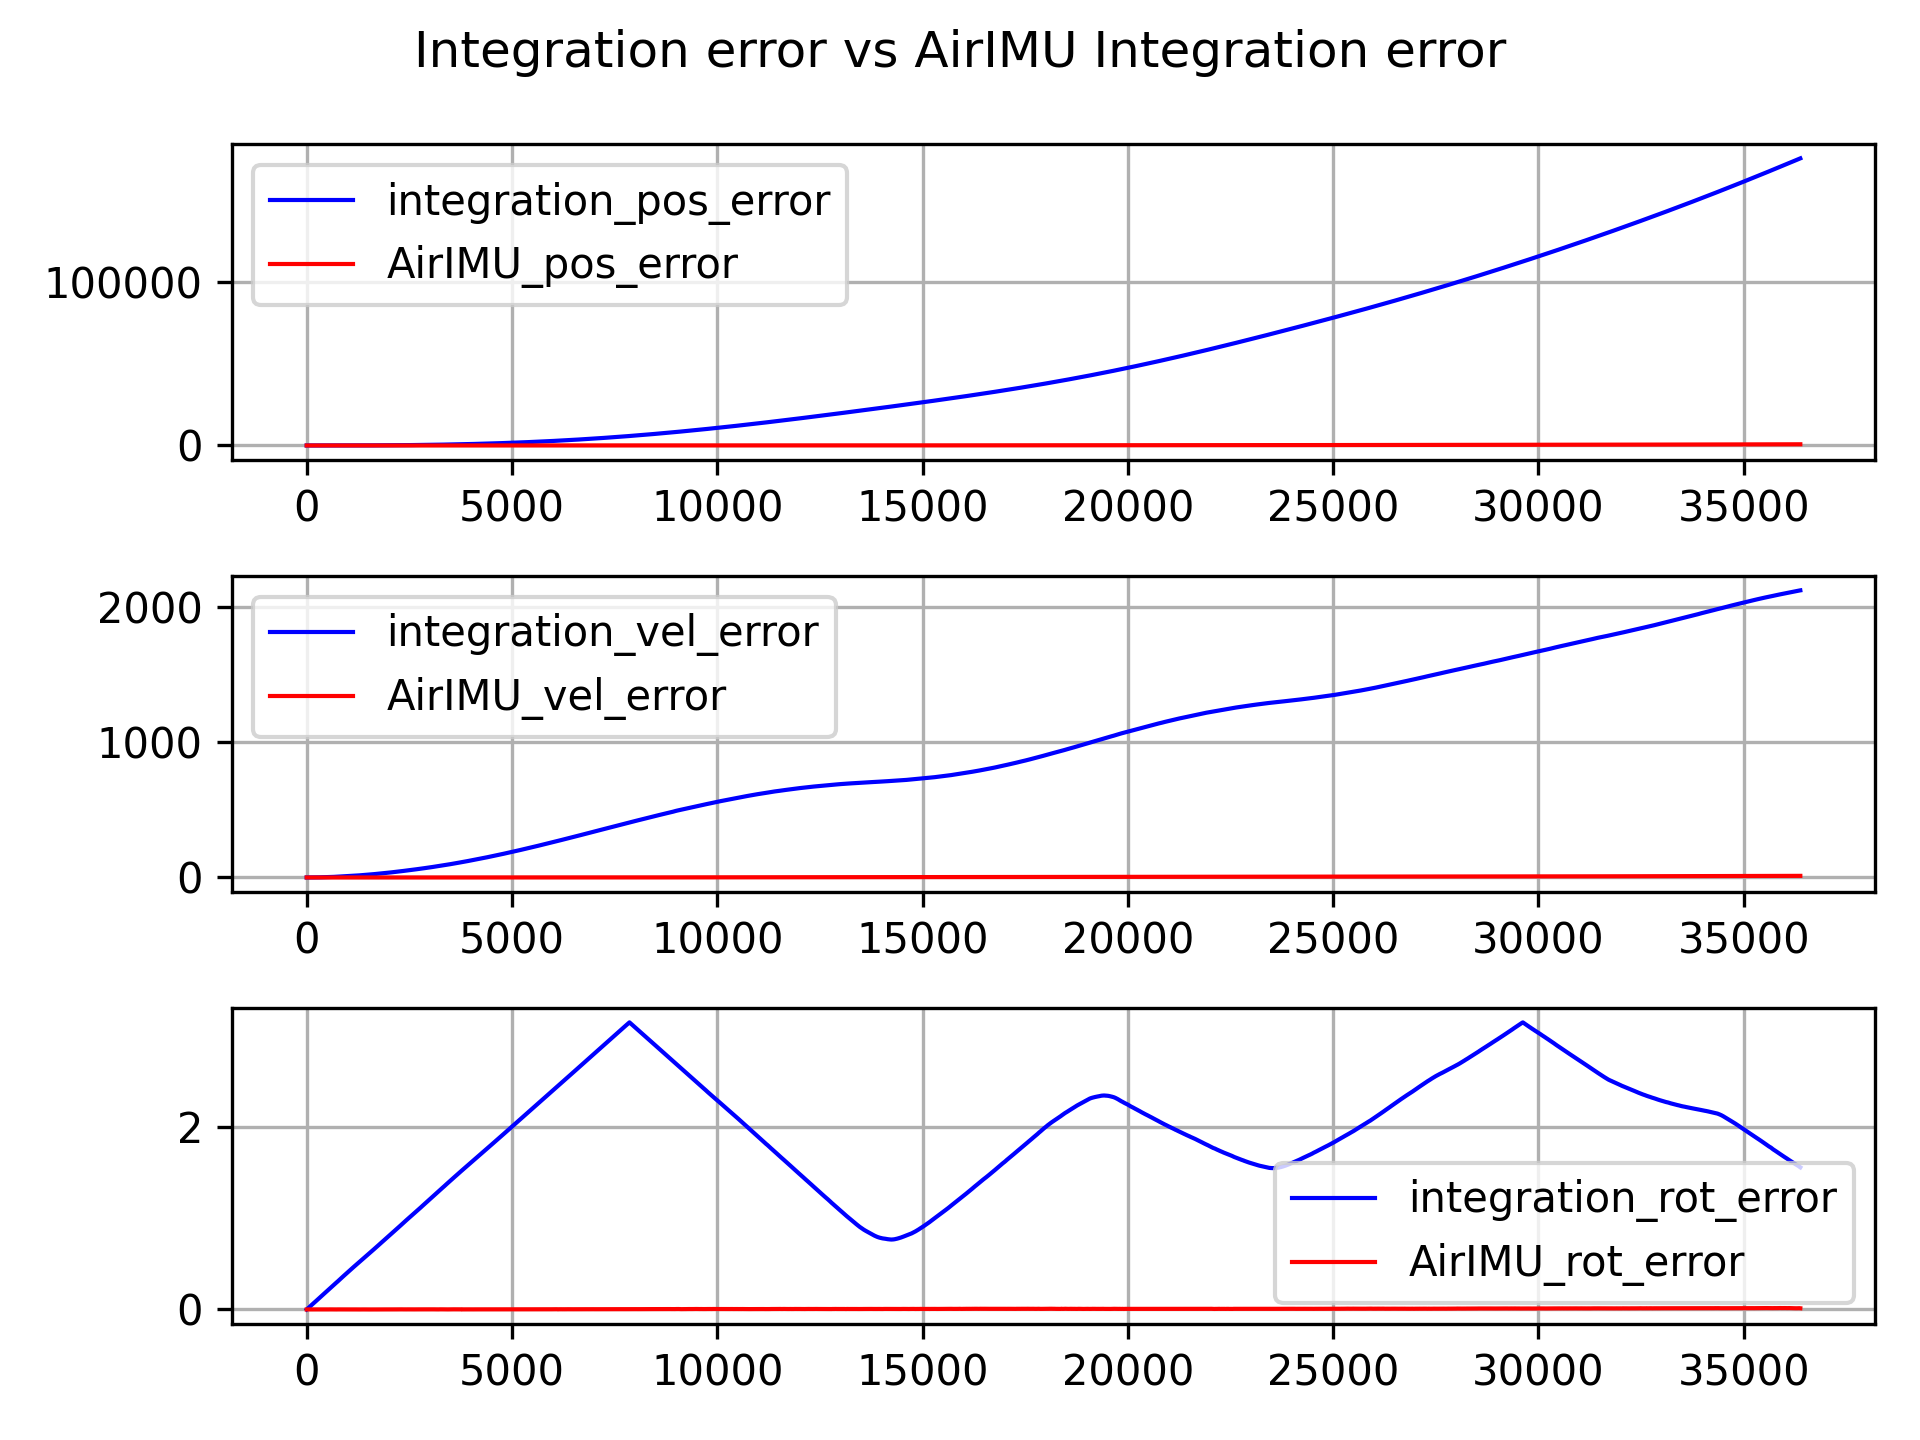 Integration error vs AirIMU Integration error
integration_pos_error
AirIMU_pos_error
100000
0
0 5000 10000 15000 20000 25000 30000 35000
integration_vel_error
AirIMU_vel_error
2000
1000
0
0 5000 10000 15000 20000 25000 30000 35000
2
0
integration_rot_error
AirIMU_rot_error
0 5000 10000 15000 20000 25000 30000 35000